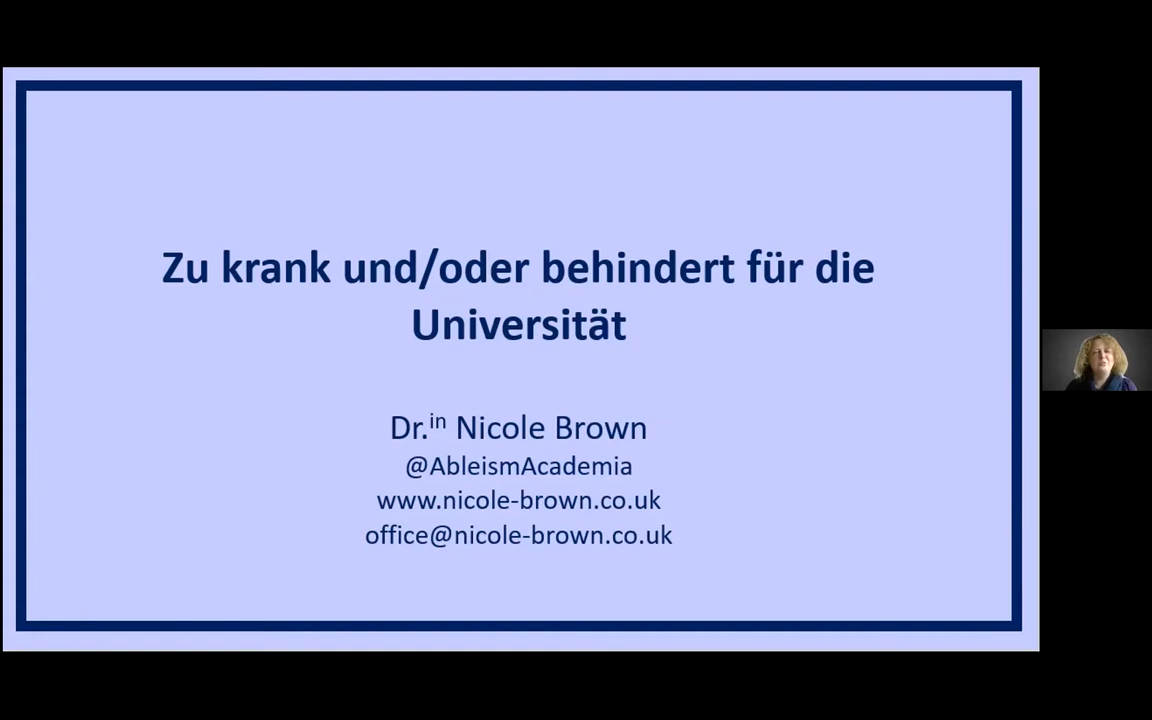 Zu krank und/oder behindert für die
Universität
Dr.ⁱⁿ Nicole Brown
@AbleismAcademia
www.nicole-brown.co.uk
office@nicole-brown.co.uk